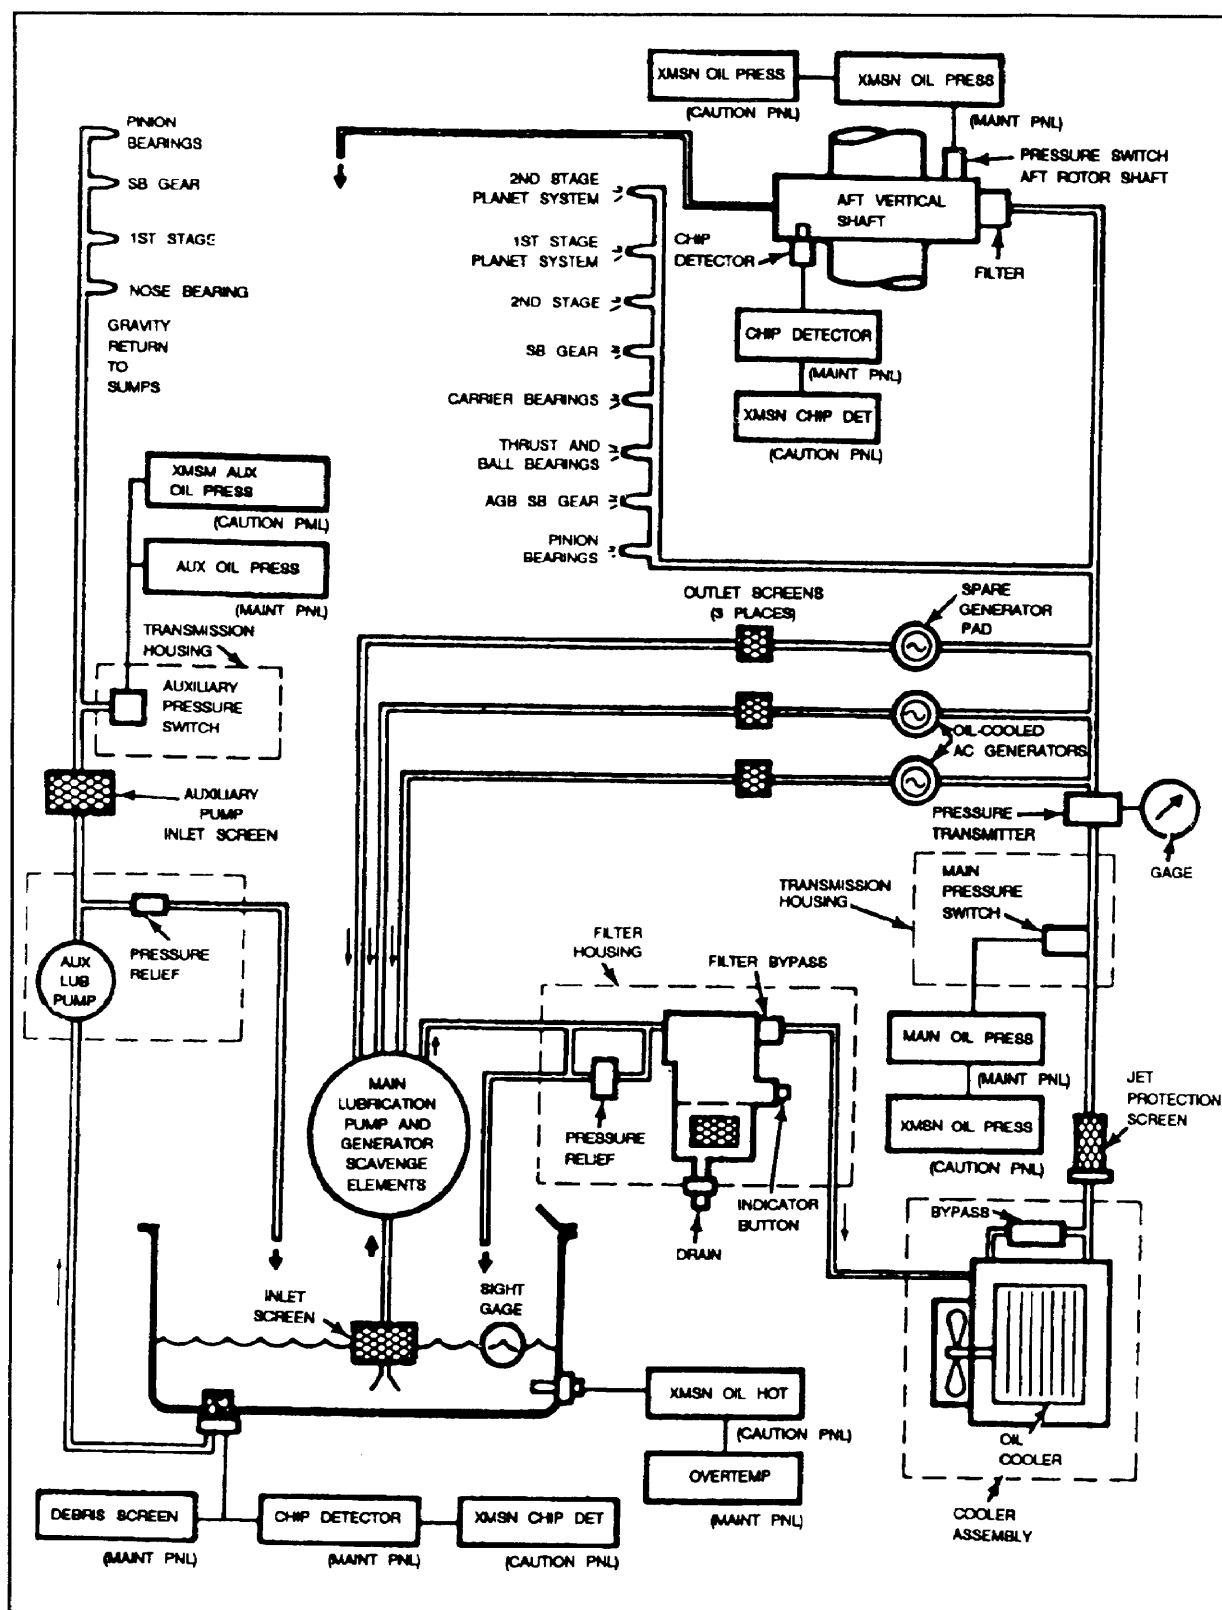 XMSN OIL PRESS
(CAUTION PNL)
XMSN OIL PRESS
(MAINT PNL)
PINION
BEARINGS
SB GEAR
1ST STAGE
NOSE BEARING
GRAVITY
RETURN
TO
SUMPS
2ND STAGE
PLANET SYSTEM
1ST STAGE
PLANET SYSTEM
2ND STAGE
SB GEAR
CARRIER BEARINGS
THRUST AND
BALL BEARINGS
AGB SB GEAR
PINION
BEARINGS
PRESSURE SWITCH
AFT ROTOR SHAFT
AFT VERTICAL
SHAFT
CHIP
DETECTOR
FILTER
CHIP DETECTOR
(MAINT PNL)
XMSN CHIP DET
(CAUTION PNL)
XMSM AUX
OIL PRESS
(CAUTION PML)
AUX OIL PRESS
(MAINT PNL)
TRANSMISSION
HOUSING
AUXILIARY
PRESSURE
SWITCH
OUTLET SCREENS
(3 PLACES)
SPARE
GENERATOR
PAD
OIL-COOLED
AC GENERATORS
AUXILIARY
PUMP
INLET SCREEN
PRESSURE
TRANSMITTER
GAGE
TRANSMISSION
HOUSING
MAIN
PRESSURE
SWITCH
PRESSURE
RELIEF
AUX
LUB
PUMP
FILTER
HOUSING
FILTER BYPASS
MAIN OIL PRESS
(MAINT PNL)
XMSN OIL PRESS
(CAUTION PNL)
JET
PROTECTION
SCREEN
MAIN
LUBRICATION
PUMP AND
GENERATOR
SCAVENGE
ELEMENTS
PRESSURE
RELIEF
INDICATOR
BUTTON
DRAIN
BYPASS
INLET
SCREEN
SIGHT
GAGE
XMSN OIL HOT
(CAUTION PNL)
OVERTEMP
(MAINT PNL)
OIL
COOLER
COOLER
ASSEMBLY
DEBRIS SCREEN
(MAINT PNL)
CHIP DETECTOR
(MAINT PNL)
XMSN CHIP DET
(CAUTION PNL)